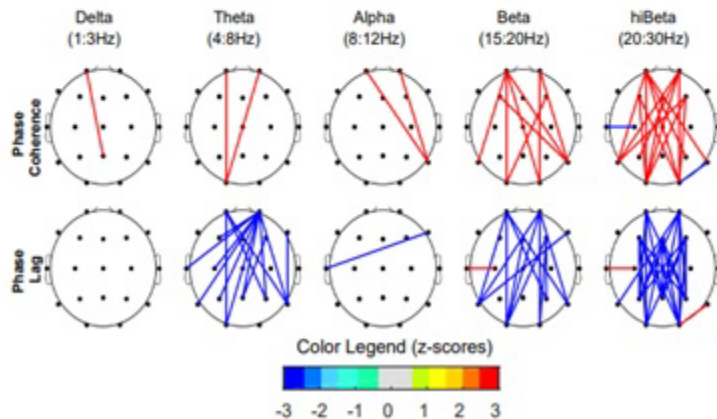 Delta
(1:3Hz)
Theta
(4:8Hz)
Alpha
(8:12Hz)
Beta
(15:20Hz)
hiBeta
(20:30Hz)
Phase
Coherence
Phase
Lag
Color Legend (z-scores)
-3 -2 -1 0 1 2 3